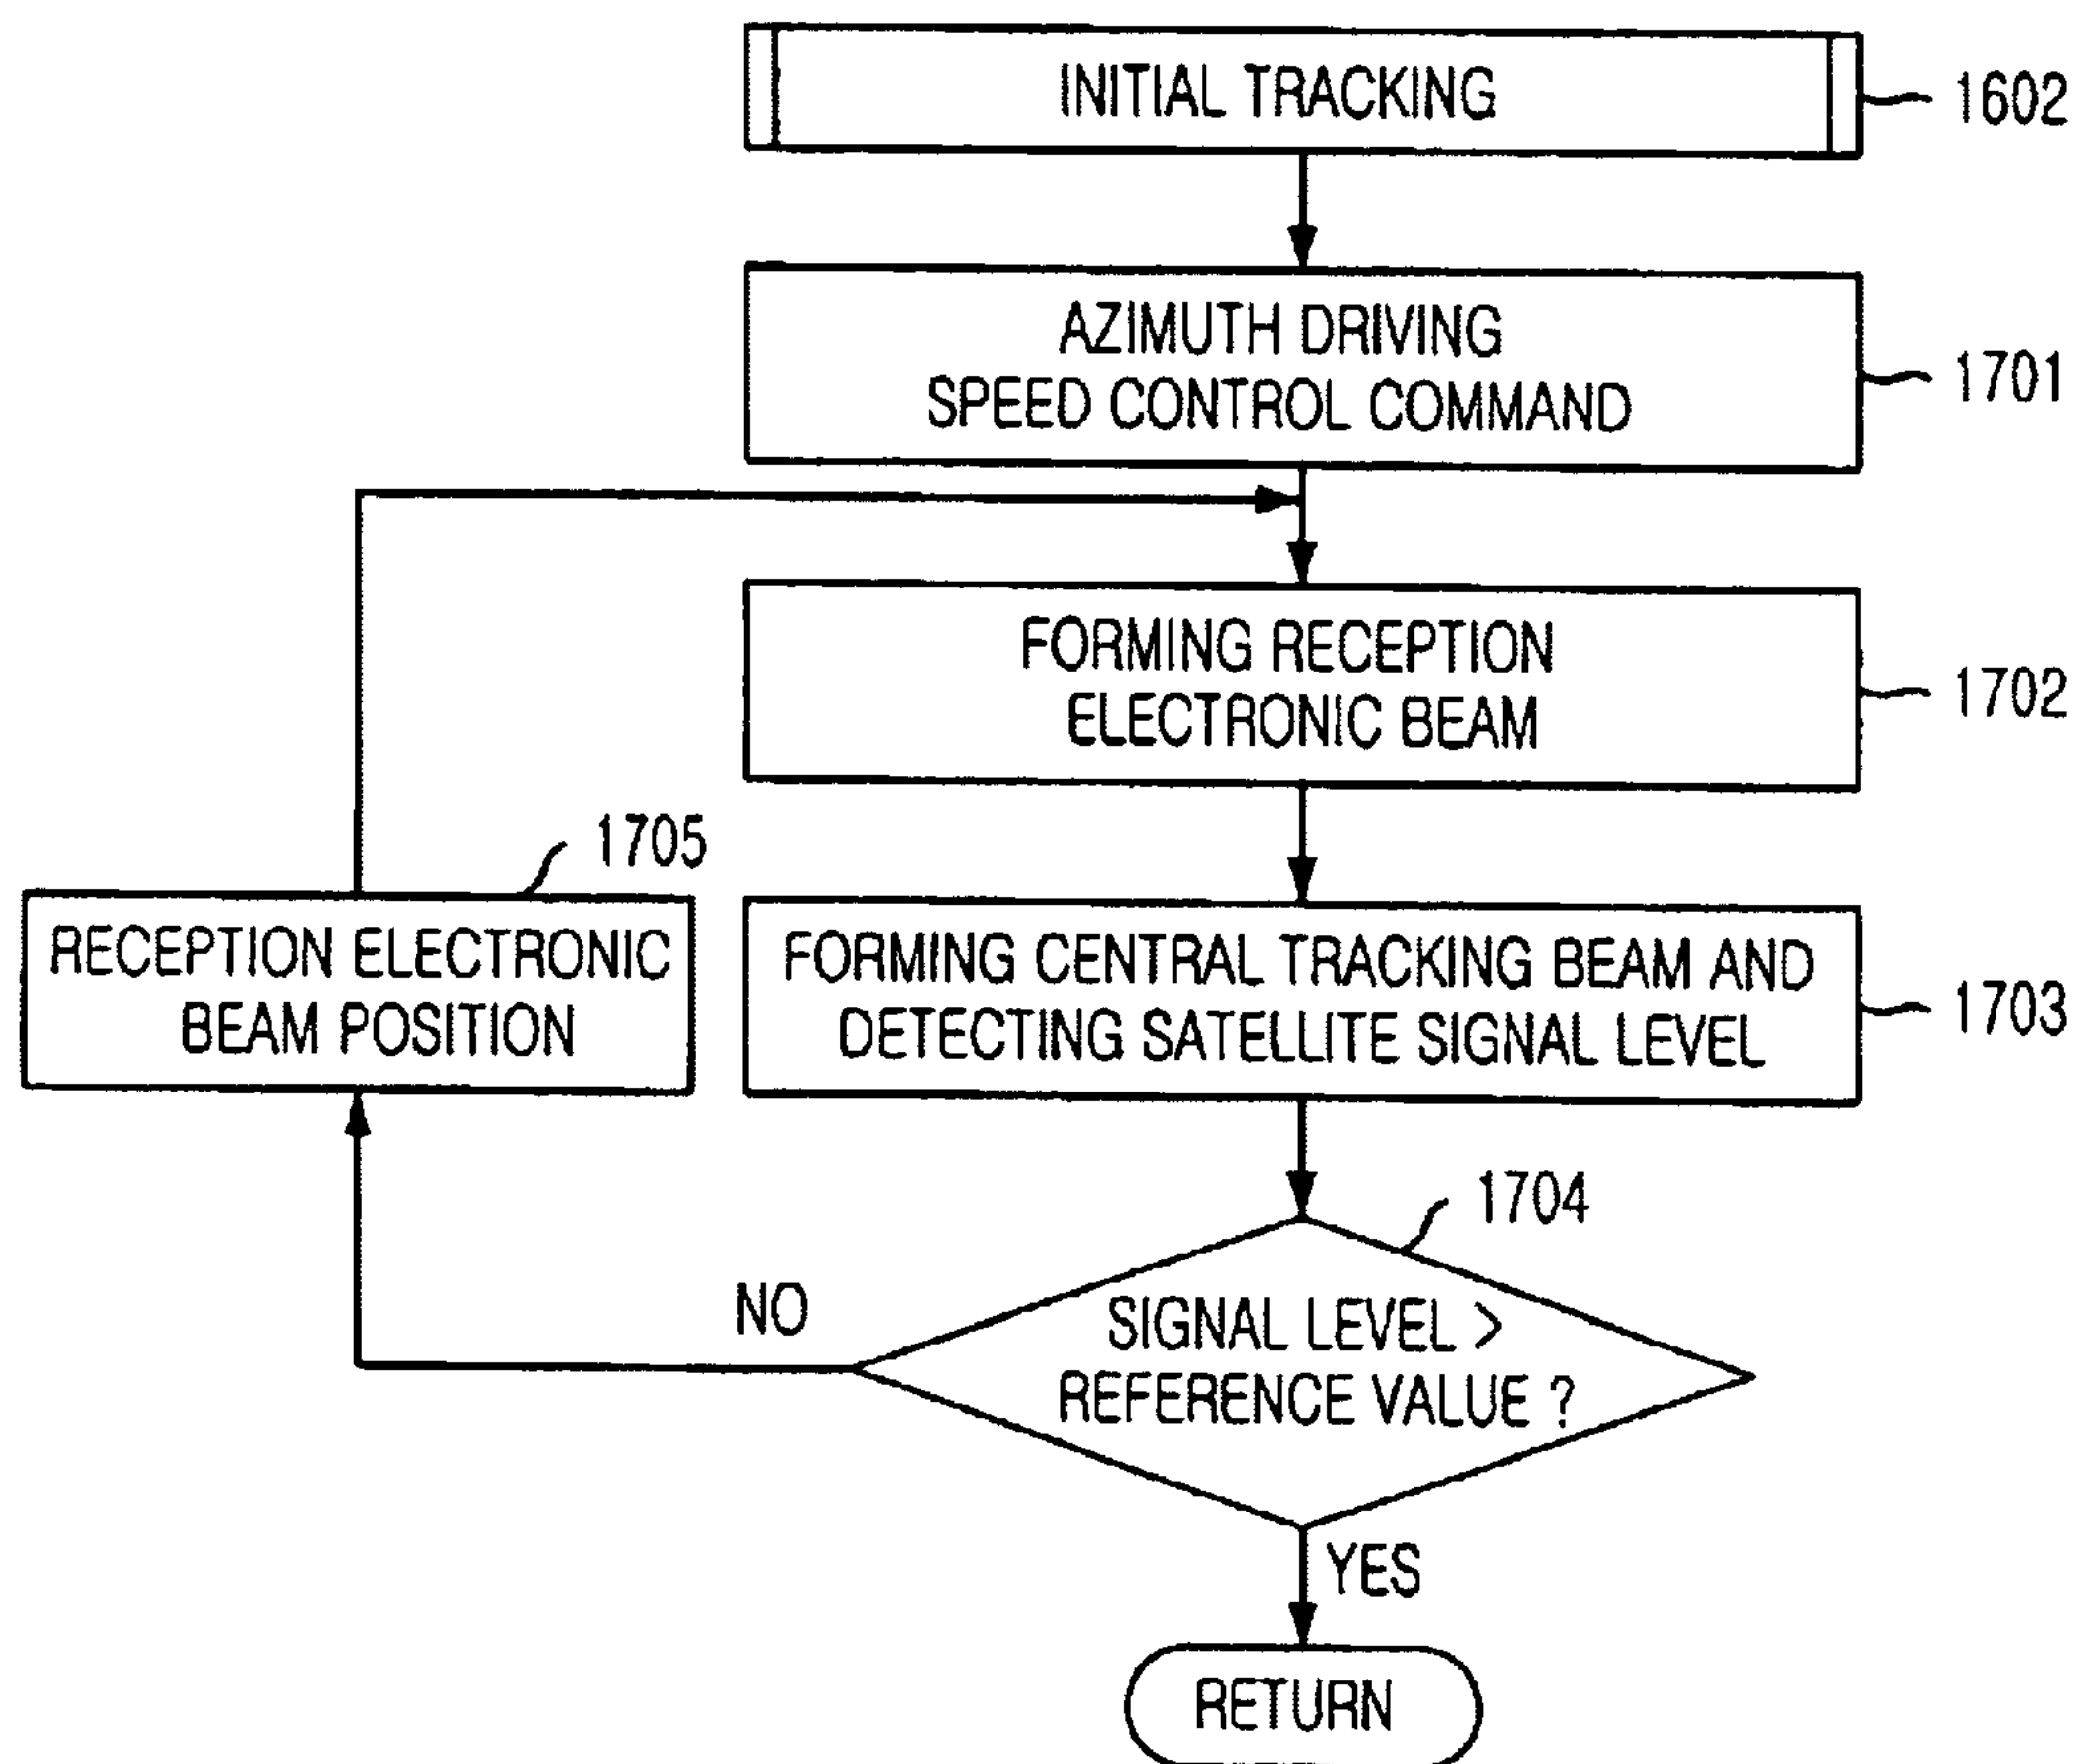 INITIAL TRACKING
1602
AZIMUTH DRIVING
SPEED CONTROL COMMAND
1701
FORMING RECEPTION
ELECTRONIC BEAM
1702
1705
RECEPTION ELECTRONIC
BEAM POSITION
FORMING CENTRAL TRACKING BEAM AND
DETECTING SATELLITE SIGNAL LEVEL
1703
1704
NO
SIGNAL LEVEL >
REFERENCE VALUE ?
YES
RETURN